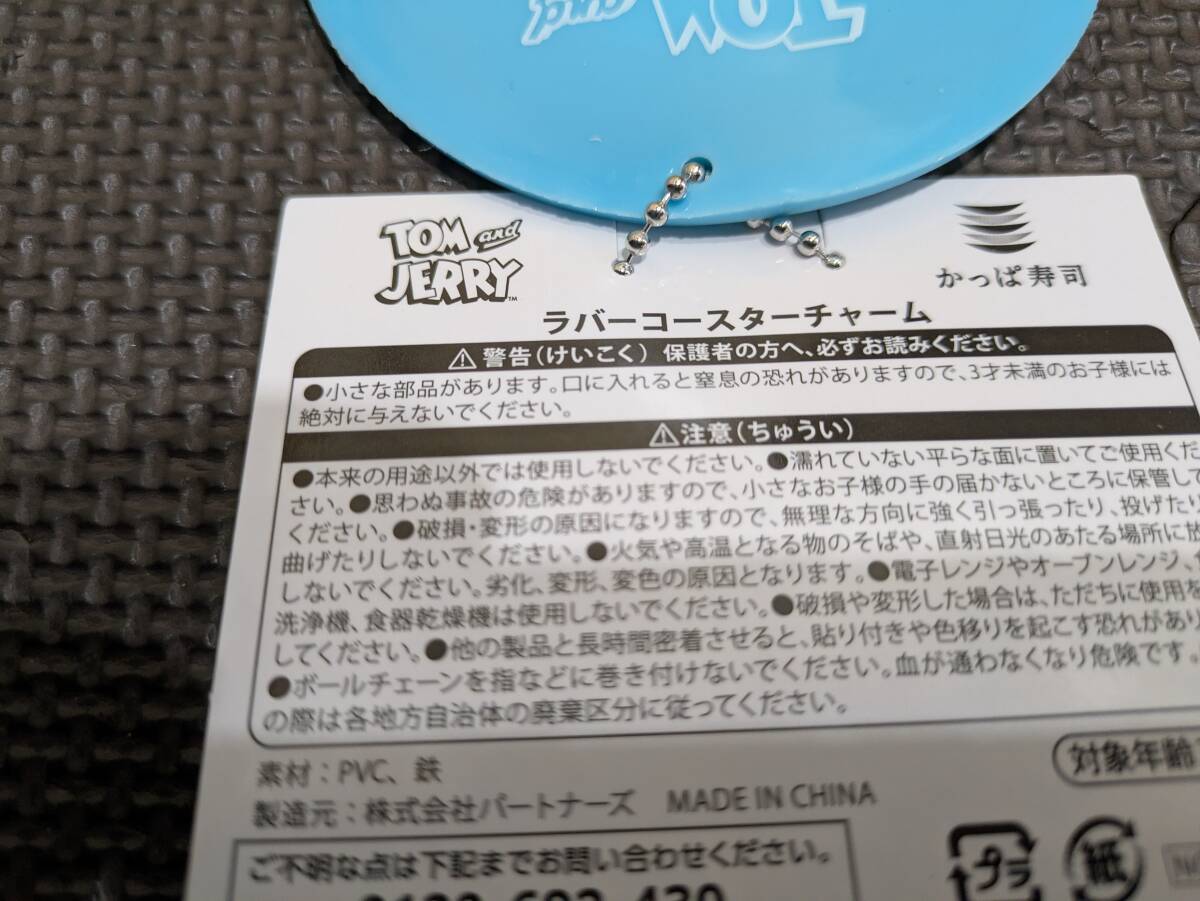 and TOM
TOM and
JERRY™
かっぱ寿司
ラバーコースターチャーム
⚠警告(けいこく) 保護者の方へ、必ずお読みください。
●小さな部品があります。口に入れると窒息の恐れがありますので、3才未満のお子様には
絶対に与えないでください。
⚠注意(ちゅうい)
●本来の用途以外では使用しないでください。●濡れていない平らな面に置いてご使用くだ
さい。●思わぬ事故の危険がありますので、小さなお子様の手の届かないところに保管して
ください。●破損・変形の原因になりますので、無理な方向に強く引っ張ったり、投げたり
曲げたりしないでください。●火気や高温となる物のそばや、直射日光のあたる場所に放
しないでください。劣化、変形、変色の原因となります。●電子レンジやオーブンレンジ、
洗浄機、食器乾燥機は使用しないでください。●破損や変形した場合は、ただちに使用を
してください。●他の製品と長時間密着させると、貼り付きや色移りを起こす恐れがあり
●ボールチェーンを指などに巻き付けないでください。血が通わなくなり危険です。
の際は各地方自治体の廃棄区分に従ってください。
素材：PVC、鉄
対象年齢
製造元：株式会社パートナーズ MADE IN CHINA
ご不明な点は下記までお問い合わせください。
プラ
紙